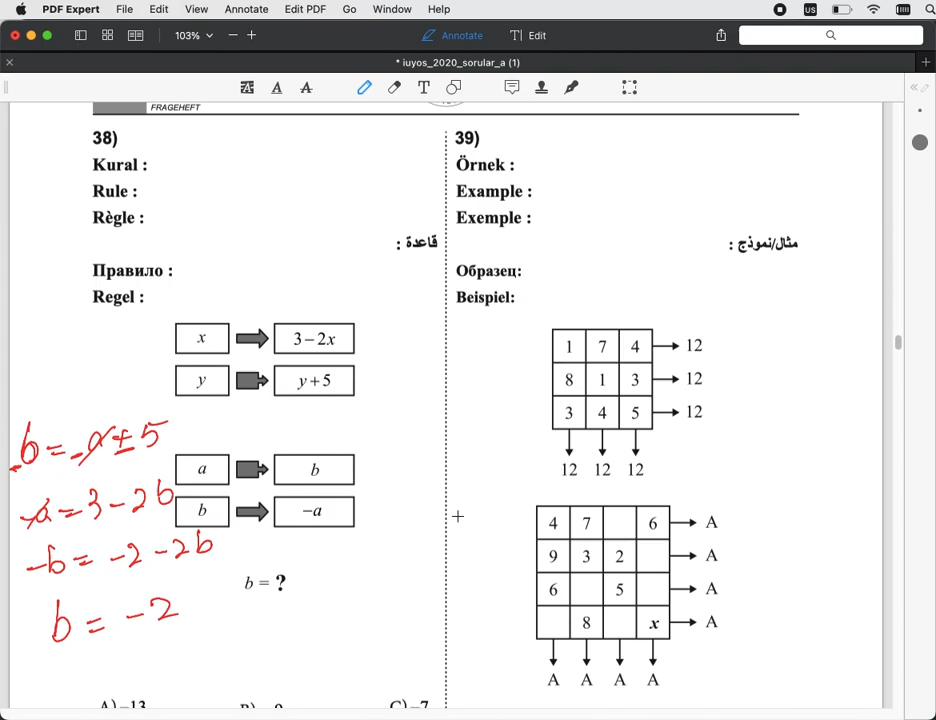 PDF Expert File Edit View Annotate Edit PDF Go Window Help US
103% Annotate T Edit
* iuyos_2020_sorular_a (1)
A A A T
FRAGEHEFT
38)
Kural :
Rule :
Règle :
قاعدة :
Правило :
Regel :
x 3−2x
y y+5
a b
b −a
b = ?
b = -a + 5
-a = 3 - 2b
-b = -2 - 2b
b = -2
A) −13
C) −7
39)
Örnek :
Example :
Exemple :
مثال/نموذج :
Образец:
Beispiel:
1 7 4 12
8 1 3 12
3 4 5 12
12 12 12
4 7 6 A
9 3 2 A
6 5 A
8 x A
A A A A